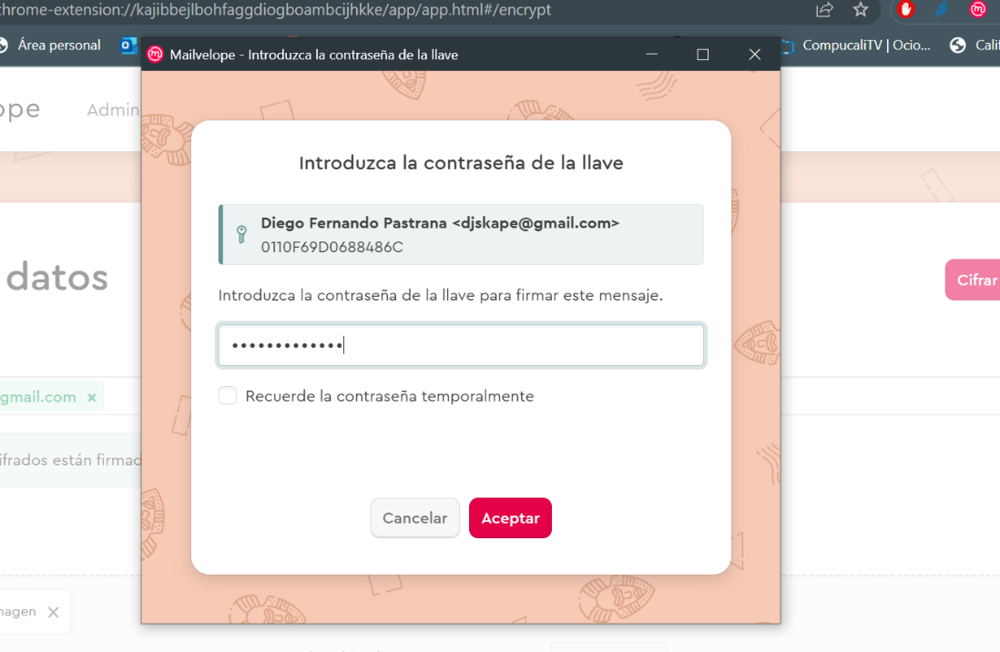 chrome-extension://kajibbejlbohfaggdiogboambcijhkke/app/app.html#/encrypt
Área personal
CompucaliTV | Ocio...
Cali
Mailvelope - Introduzca la contraseña de la llave
ope
Admin
Introduzca la contraseña de la llave
Diego Fernando Pastrana <djskape@gmail.com>
0110F69D0688486C
datos
Cifrar
Introduzca la contraseña de la llave para firmar este mensaje.
•••••••••••••
gmail.com ×
Recuerde la contraseña temporalmente
ifrados están firmad
Cancelar
Aceptar
magen